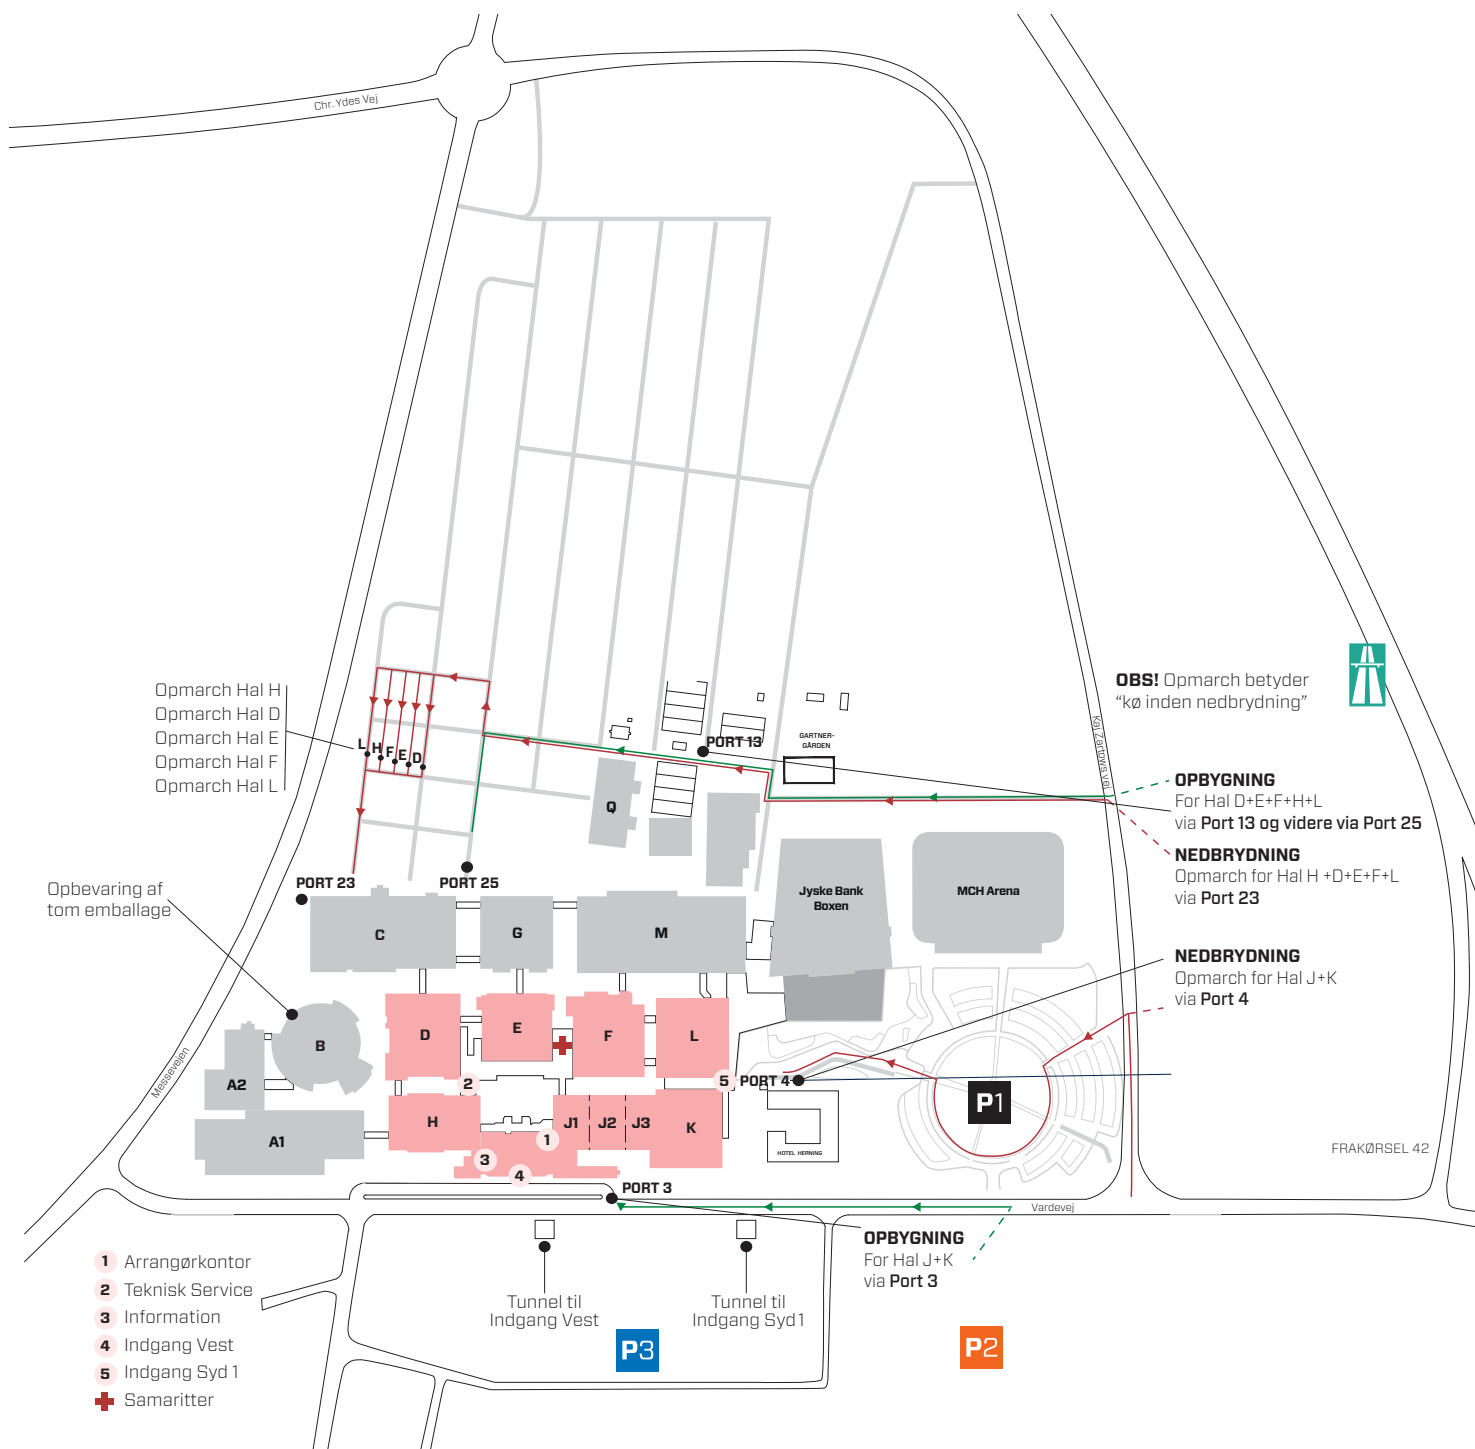 Chr. Ydes Vej
Opmarch Hal H
Opmarch Hal D
Opmarch Hal E
Opmarch Hal F
Opmarch Hal L
L
H
F
E
D
PORT 13
GARTNER-
GÅRDEN
Kaj Zartows vej
OBS! Opmarch betyder
“kø inden nedbrydning”
OPBYGNING
For Hal D+E+F+H+L
via Port 13 og videre via Port 25
NEDBRYDNING
Opmarch for Hal H +D+E+F+L
via Port 23
NEDBRYDNING
Opmarch for Hal J+K
via Port 4
Q
Opbevaring af
tom emballage
PORT 23
PORT 25
C
G
M
Jyske Bank
Boxen
MCH Arena
D
E
F
L
B
A2
A1
H
J1
J2
J3
K
2
1
3
4
5
PORT 4
P1
HOTEL HERNING
Messevejen
FRAKØRSEL 42
PORT 3
Vardevej
OPBYGNING
For Hal J+K
via Port 3
1 Arrangørkontor
2 Teknisk Service
3 Information
4 Indgang Vest
5 Indgang Syd 1
Samaritter
Tunnel til
Indgang Vest
Tunnel til
Indgang Syd 1
P3
P2